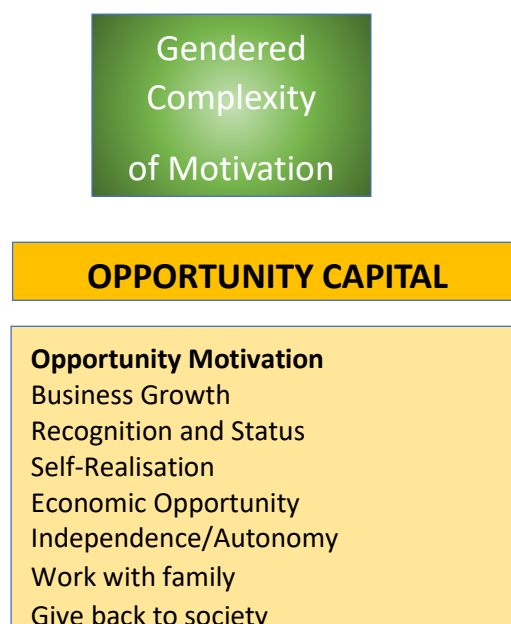 Gendered
Complexity
of Motivation
OPPORTUNITY CAPITAL
Opportunity Motivation
Business Growth
Recognition and Status
Self-Realisation
Economic Opportunity
Independence/Autonomy
Work with family
Give back to society